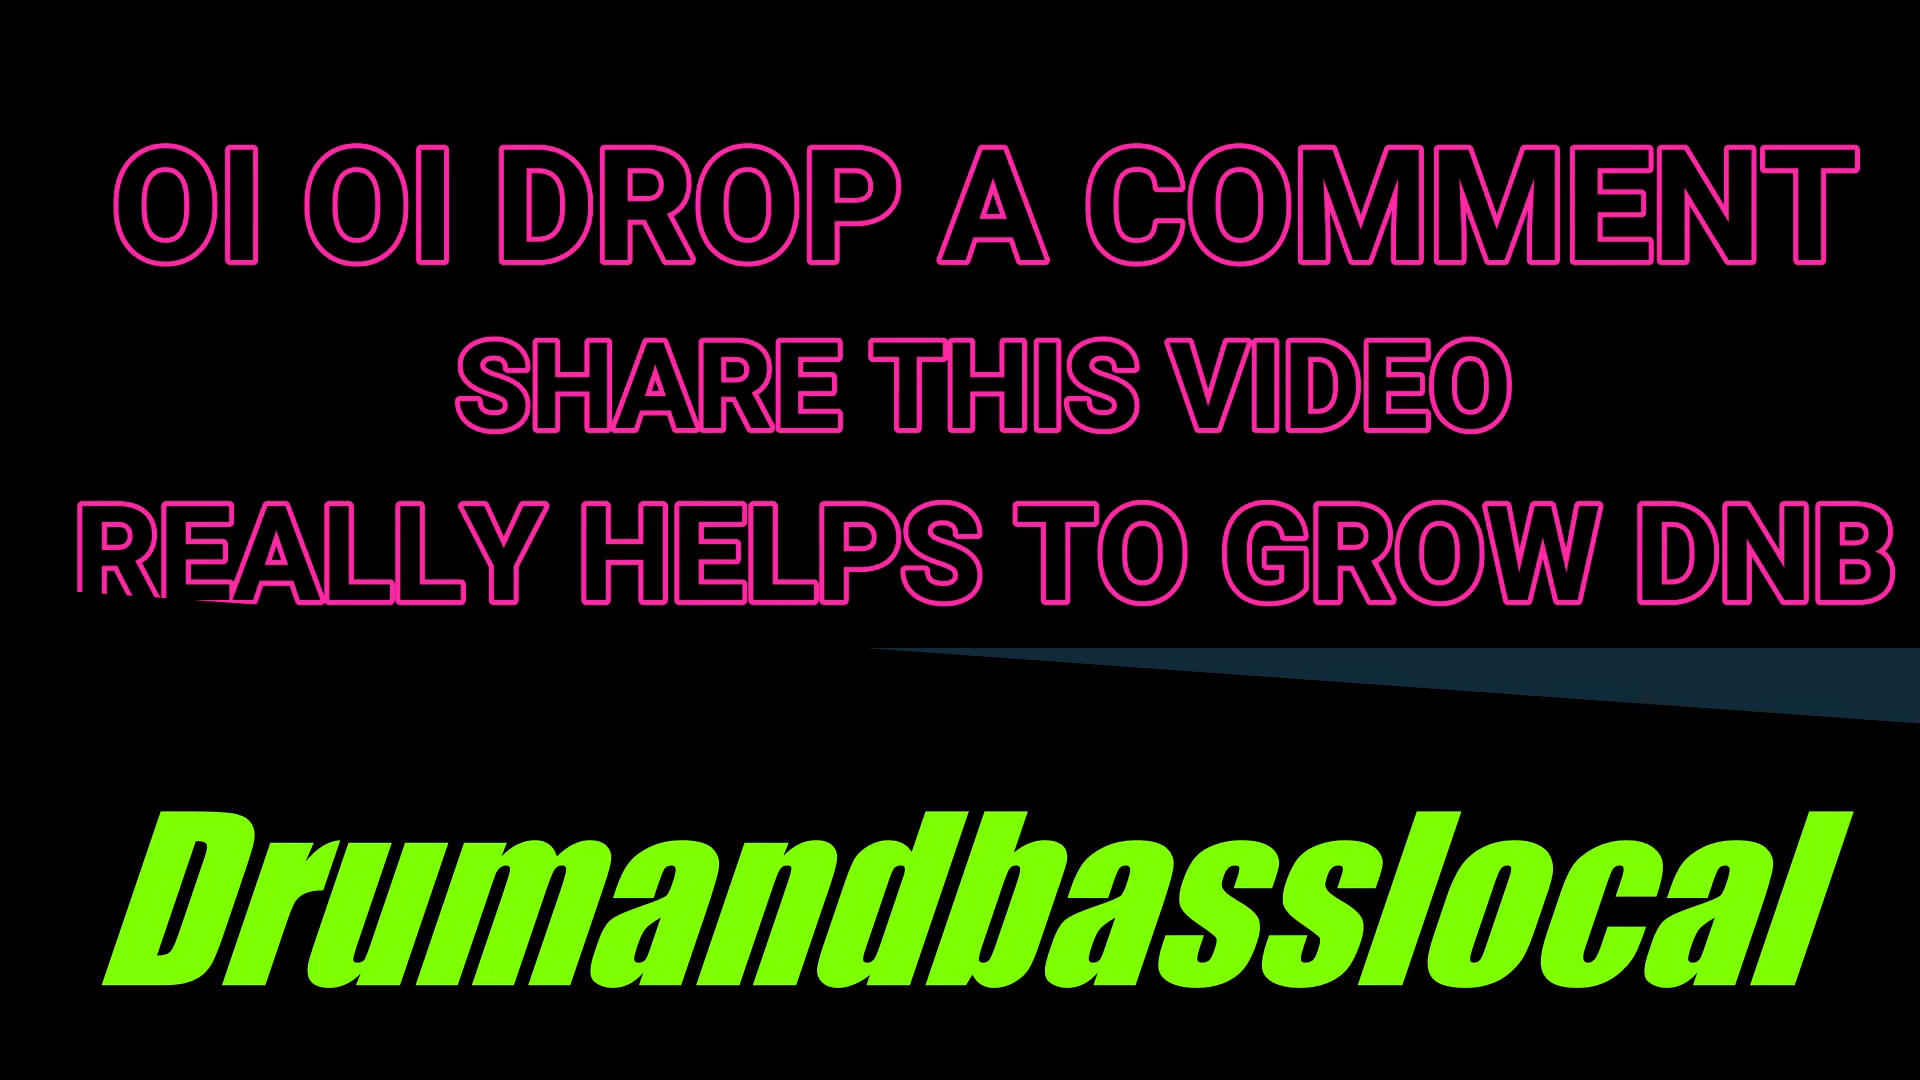 OI OI DROP A COMMENT
SHARE THIS VIDEO
REALLY HELPS TO GROW DNB
Drumandbasslocal